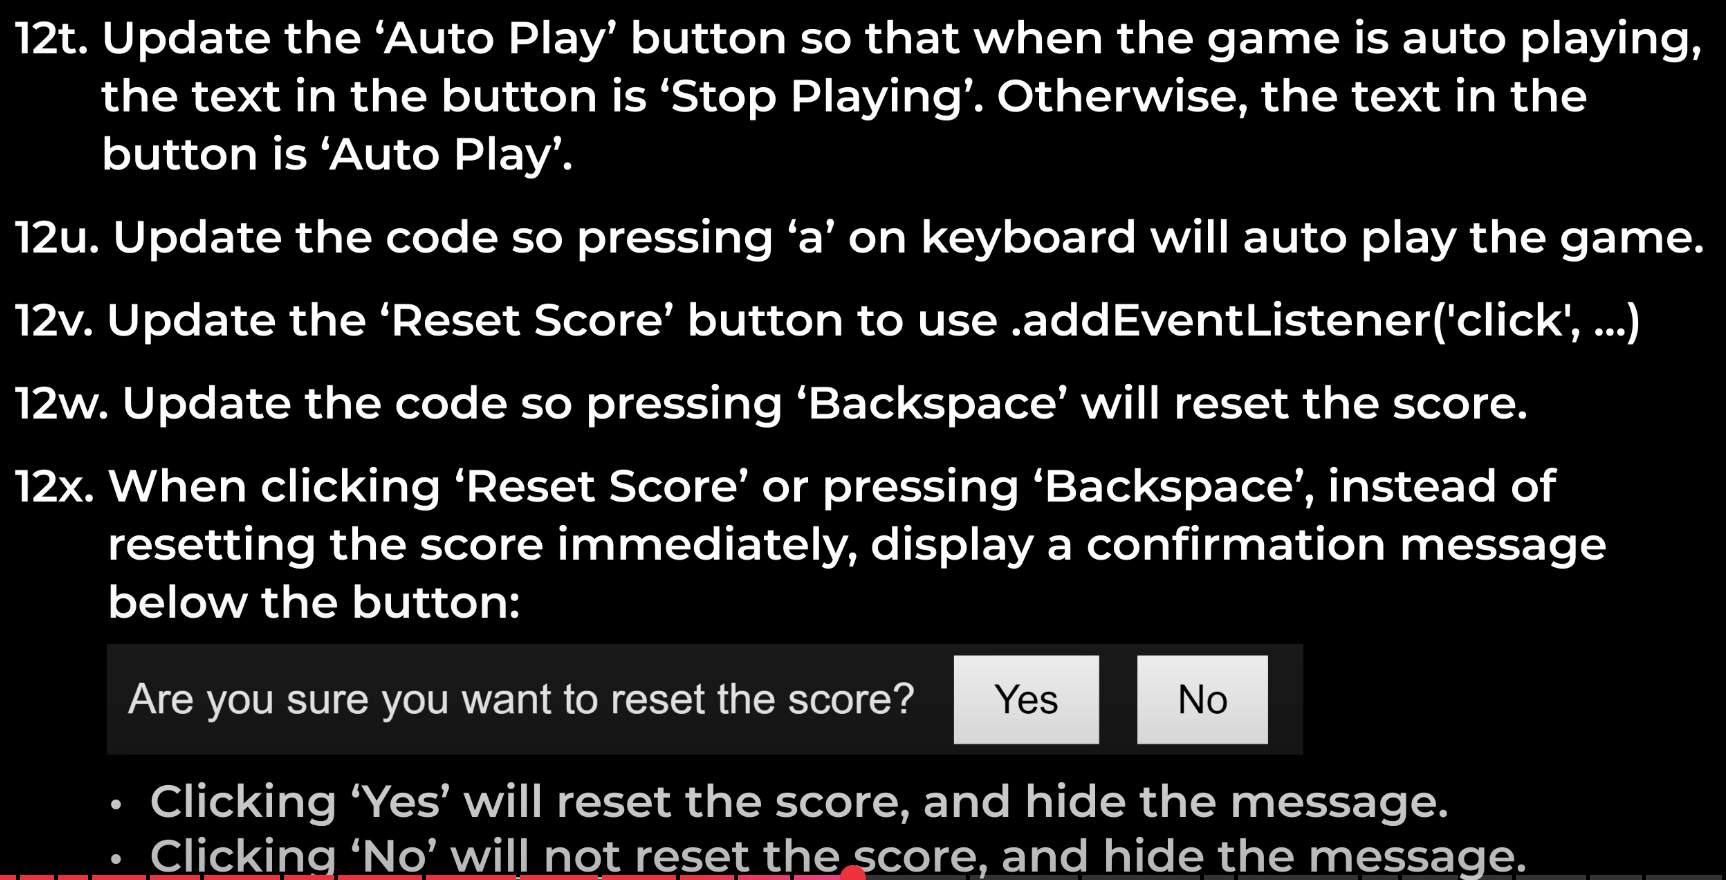 12t. Update the ‘Auto Play’ button so that when the game is auto playing,
the text in the button is ‘Stop Playing’. Otherwise, the text in the
button is ‘Auto Play’.
12u. Update the code so pressing ‘a’ on keyboard will auto play the game.
12v. Update the ‘Reset Score’ button to use .addEventListener('click', ...)
12w. Update the code so pressing ‘Backspace’ will reset the score.
12x. When clicking ‘Reset Score’ or pressing ‘Backspace’, instead of
resetting the score immediately, display a confirmation message
below the button:
Are you sure you want to reset the score? Yes No
• Clicking ‘Yes’ will reset the score, and hide the message.
• Clicking ‘No’ will not reset the score, and hide the message.